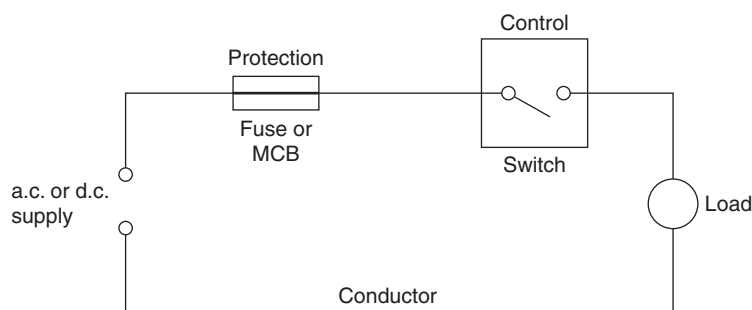 Control
Protection
Fuse or
MCB
Switch
a.c. or d.c.
supply
Load
Conductor